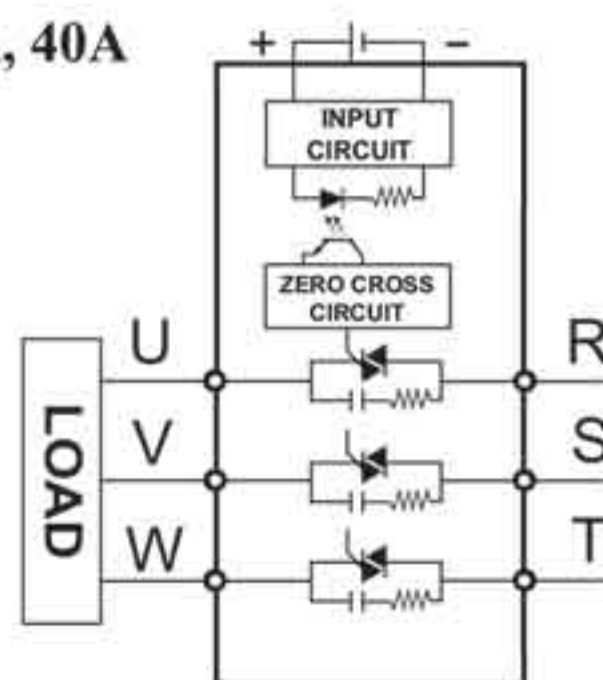 , 40A
+ −
INPUT
CIRCUIT
ZERO CROSS
CIRCUIT
U
R
LOAD
V
S
W
T